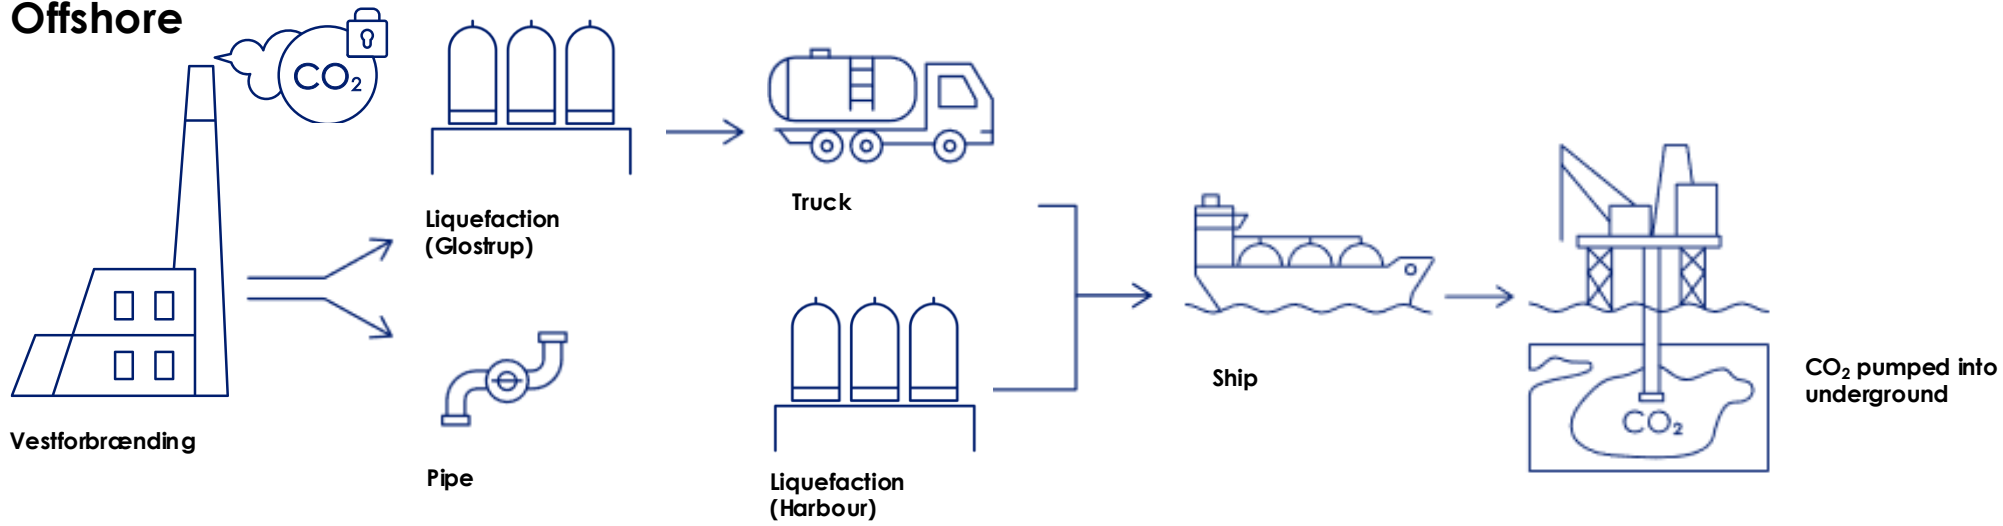 Offshore
CO₂
Liquefaction
(Glostrup)
Truck
Vestforbrænding
Pipe
Liquefaction
(Harbour)
Ship
CO₂
CO₂ pumped into
underground